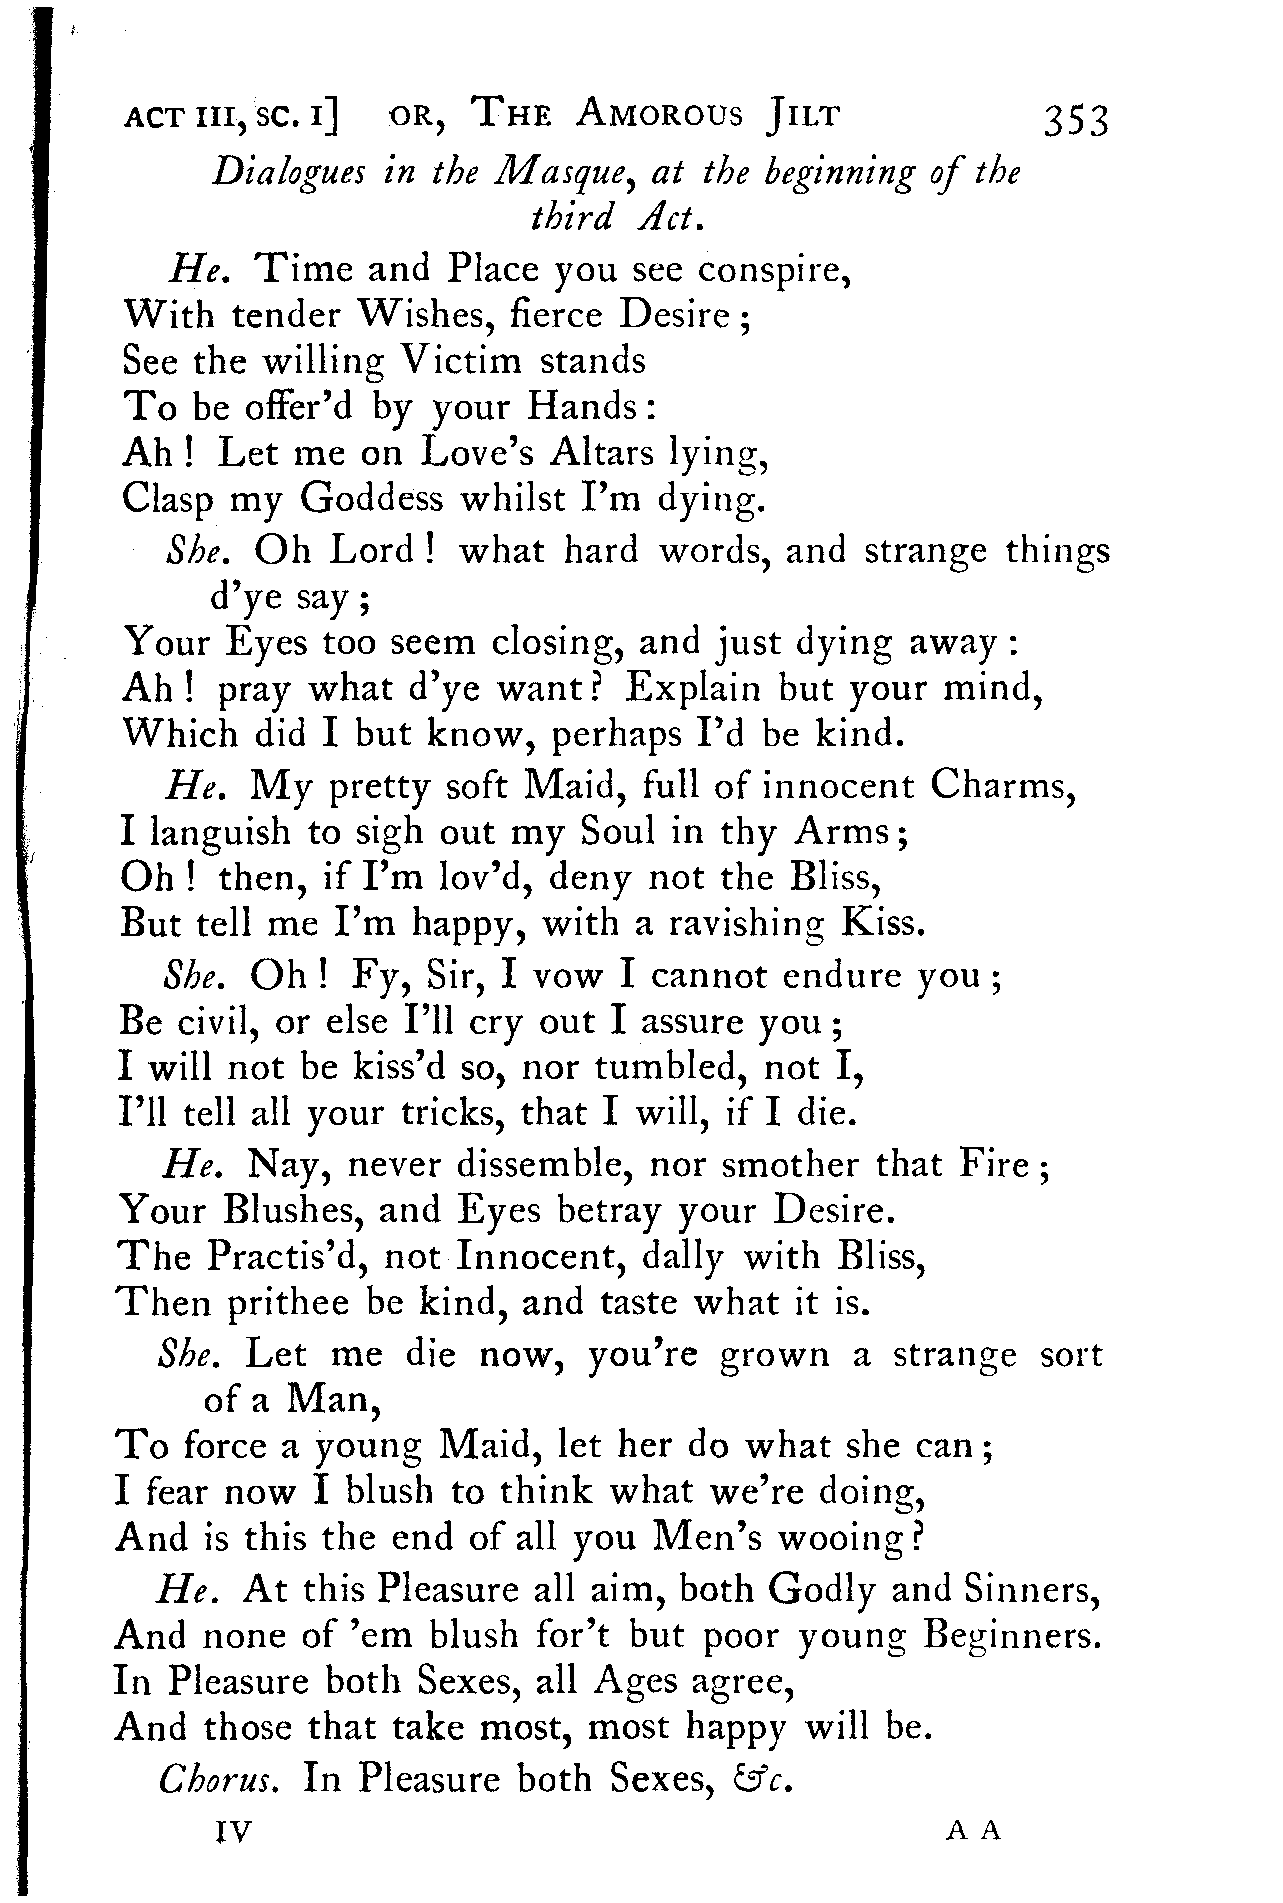 ACT III, SC. I] OR, THE AMOROUS JILT 353
Dialogues in the Masque, at the beginning of the
third Act.
He. Time and Place you see conspire,
With tender Wishes, fierce Desire;
See the willing Victim stands
To be offer'd by your Hands:
Ah! Let me on Love's Altars lying,
Clasp my Goddess whilst I'm dying.
She. Oh Lord! what hard words, and strange things
d'ye say;
Your Eyes too seem closing, and just dying away:
Ah! pray what d'ye want? Explain but your mind,
Which did I but know, perhaps I'd be kind.
He. My pretty soft Maid, full of innocent Charms,
I languish to sigh out my Soul in thy Arms;
Oh! then, if I'm lov'd, deny not the Bliss,
But tell me I'm happy, with a ravishing Kiss.
She. Oh! Fy, Sir, I vow I cannot endure you;
Be civil, or else I'll cry out I assure you;
I will not be kiss'd so, nor tumbled, not I,
I'll tell all your tricks, that I will, if I die.
He. Nay, never dissemble, nor smother that Fire;
Your Blushes, and Eyes betray your Desire.
The Practis'd, not Innocent, dally with Bliss,
Then prithee be kind, and taste what it is.
She. Let me die now, you're grown a strange sort
of a Man,
To force a young Maid, let her do what she can;
I fear now I blush to think what we're doing,
And is this the end of all you Men's wooing?
He. At this Pleasure all aim, both Godly and Sinners,
And none of 'em blush for't but poor young Beginners.
In Pleasure both Sexes, all Ages agree,
And those that take most, most happy will be.
Chorus. In Pleasure both Sexes, &c.
IV A A